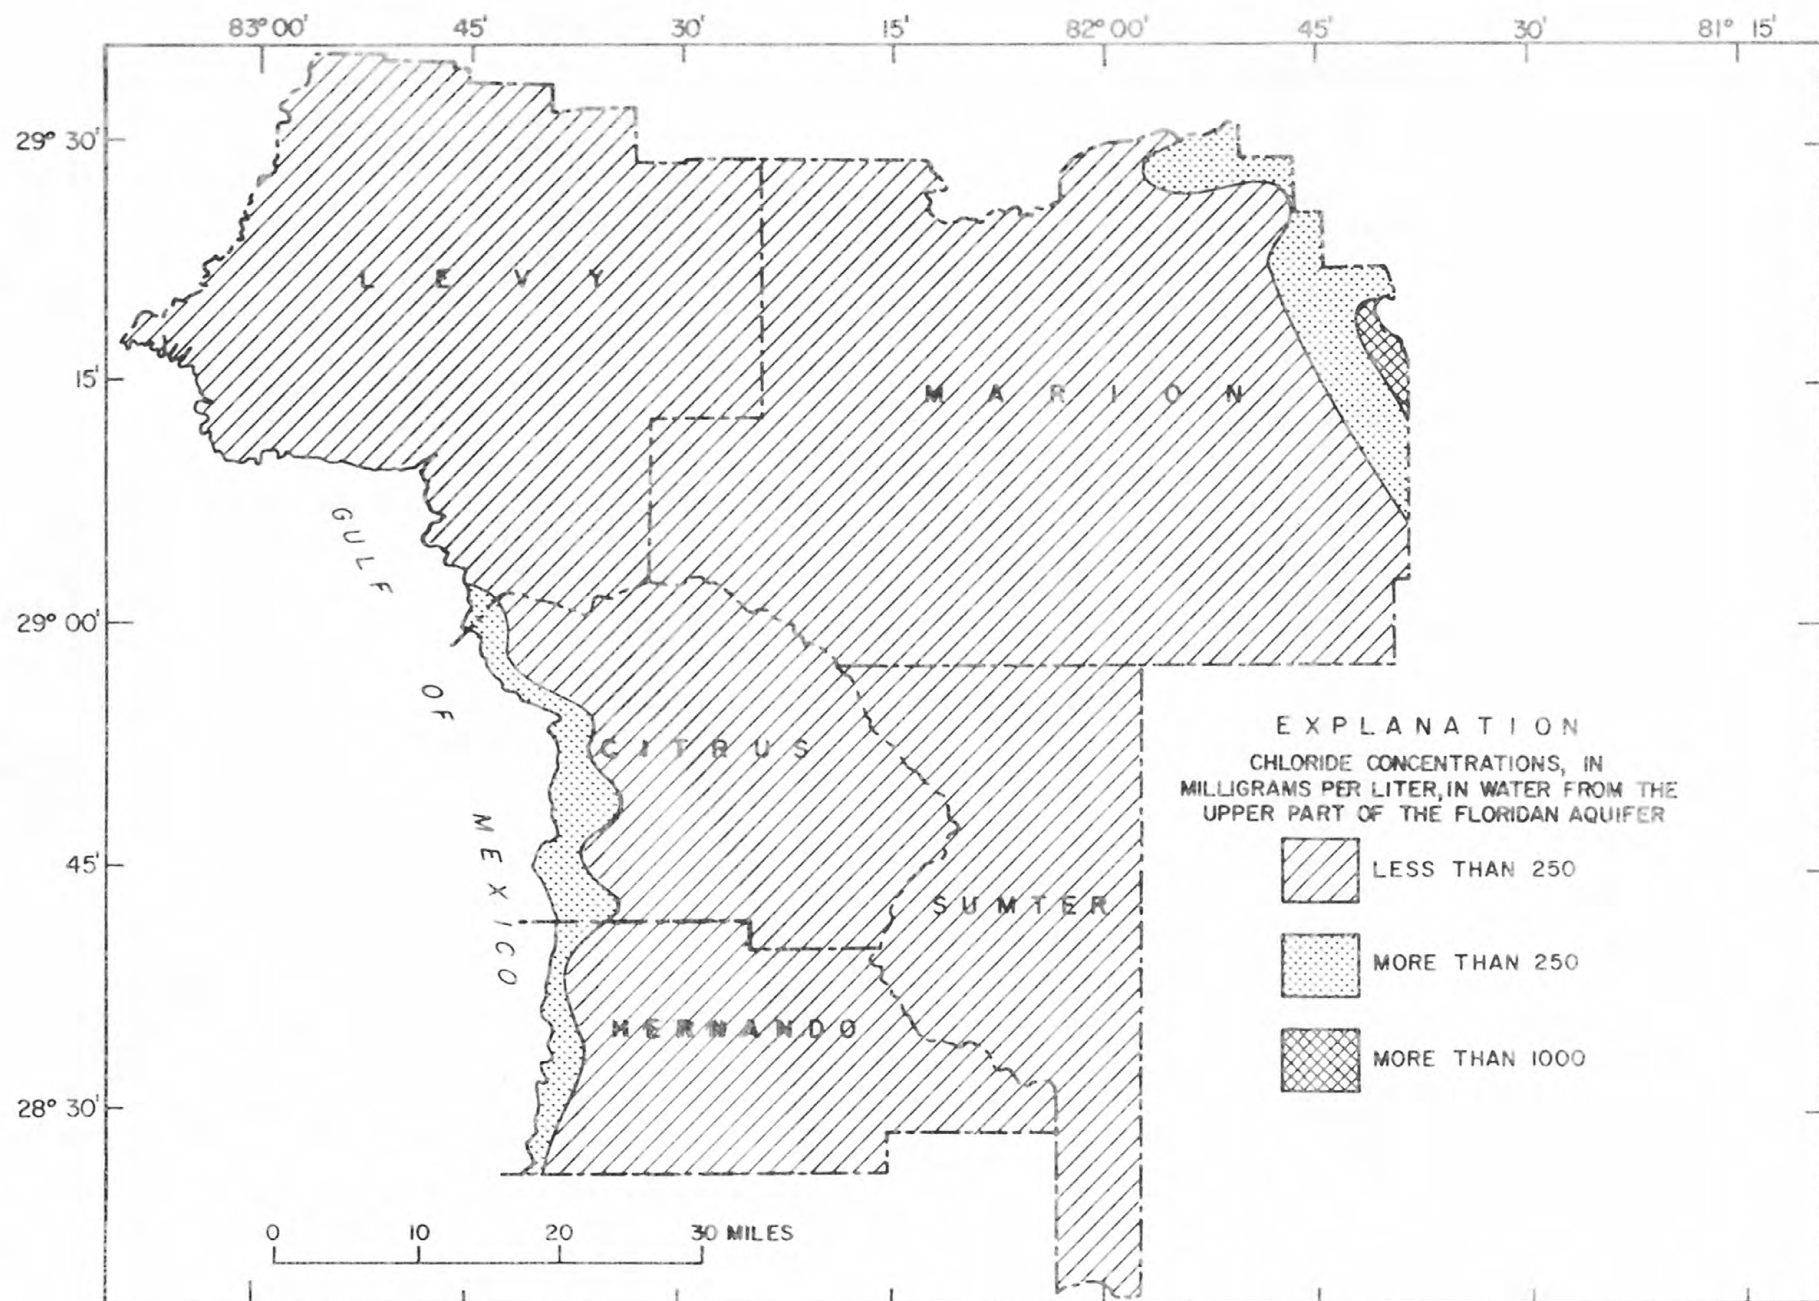 83° 00' 45' 30' 15' 82° 00' 45' 30' 81° 15'
29° 30'
15'
29° 00'
45'
28° 30'
LEVY
MARION
GULF OF MEXICO
CITRUS
SUMTER
HERNANDO
EXPLANATION
CHLORIDE CONCENTRATIONS, IN
MILLIGRAMS PER LITER, IN WATER FROM THE
UPPER PART OF THE FLORIDAN AQUIFER
LESS THAN 250
MORE THAN 250
MORE THAN 1000
0 10 20 30 MILES